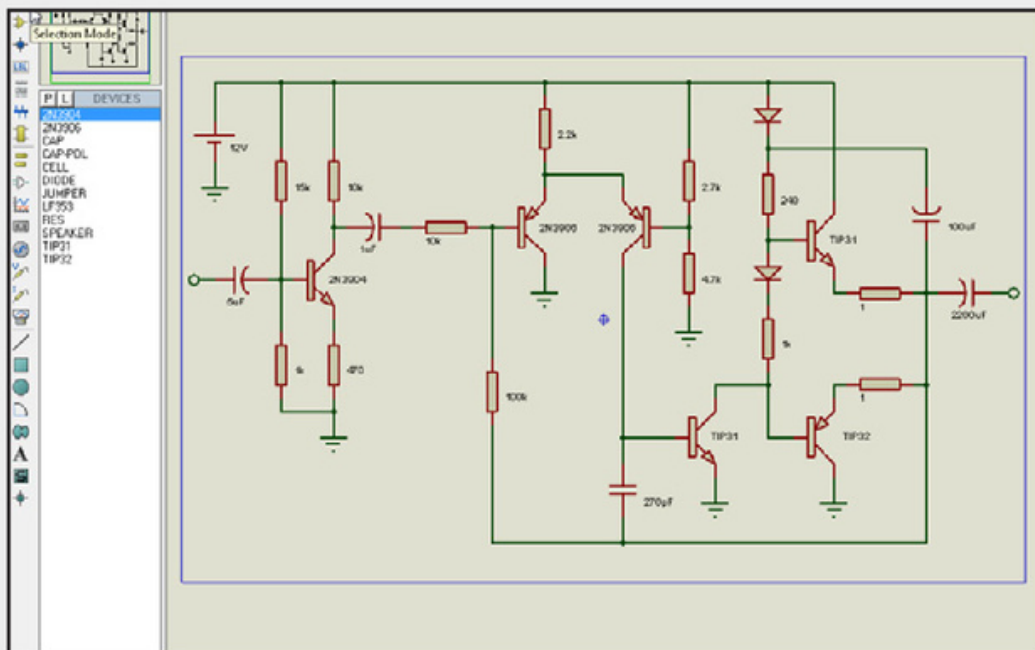 Selection Mode
P L DEVICES
2N3904
2N3906
CAP
CAP-POL
CELL
DIODE
JUMPER
LF353
RES
SPEAKER
TIP31
TIP32
A
12V
15k
10k
1uF
10k
2N3904
5uF
1k
470
2.2k
2N3906
2N3906
2.7k
4.7k
100k
270pF
TIP31
240
TIP31
1k
1
100uF
2200uF
1
TIP32